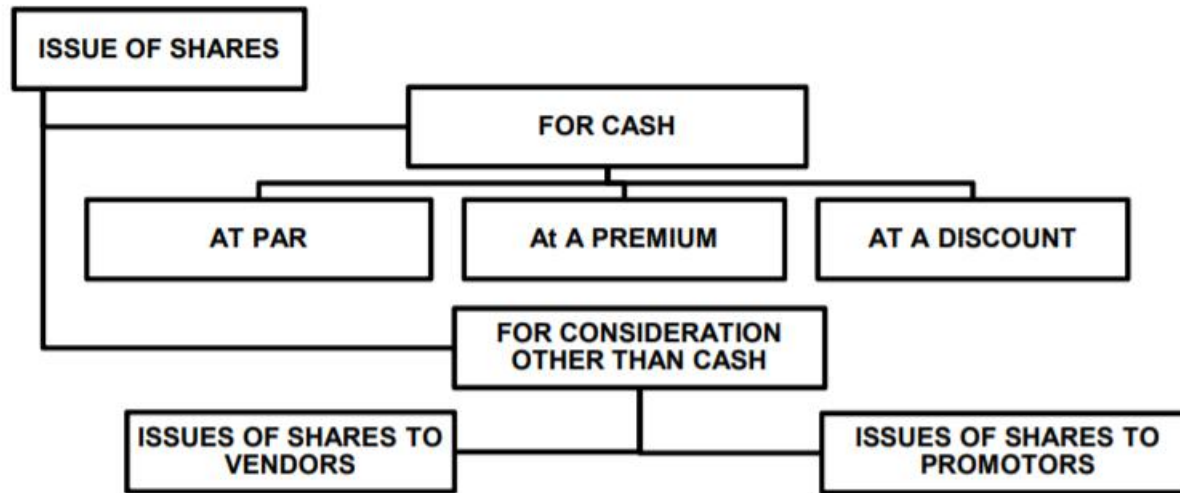 ISSUE OF SHARES
FOR CASH
AT PAR
At A PREMIUM
AT A DISCOUNT
FOR CONSIDERATION
OTHER THAN CASH
ISSUES OF SHARES TO
VENDORS
ISSUES OF SHARES TO
PROMOTORS